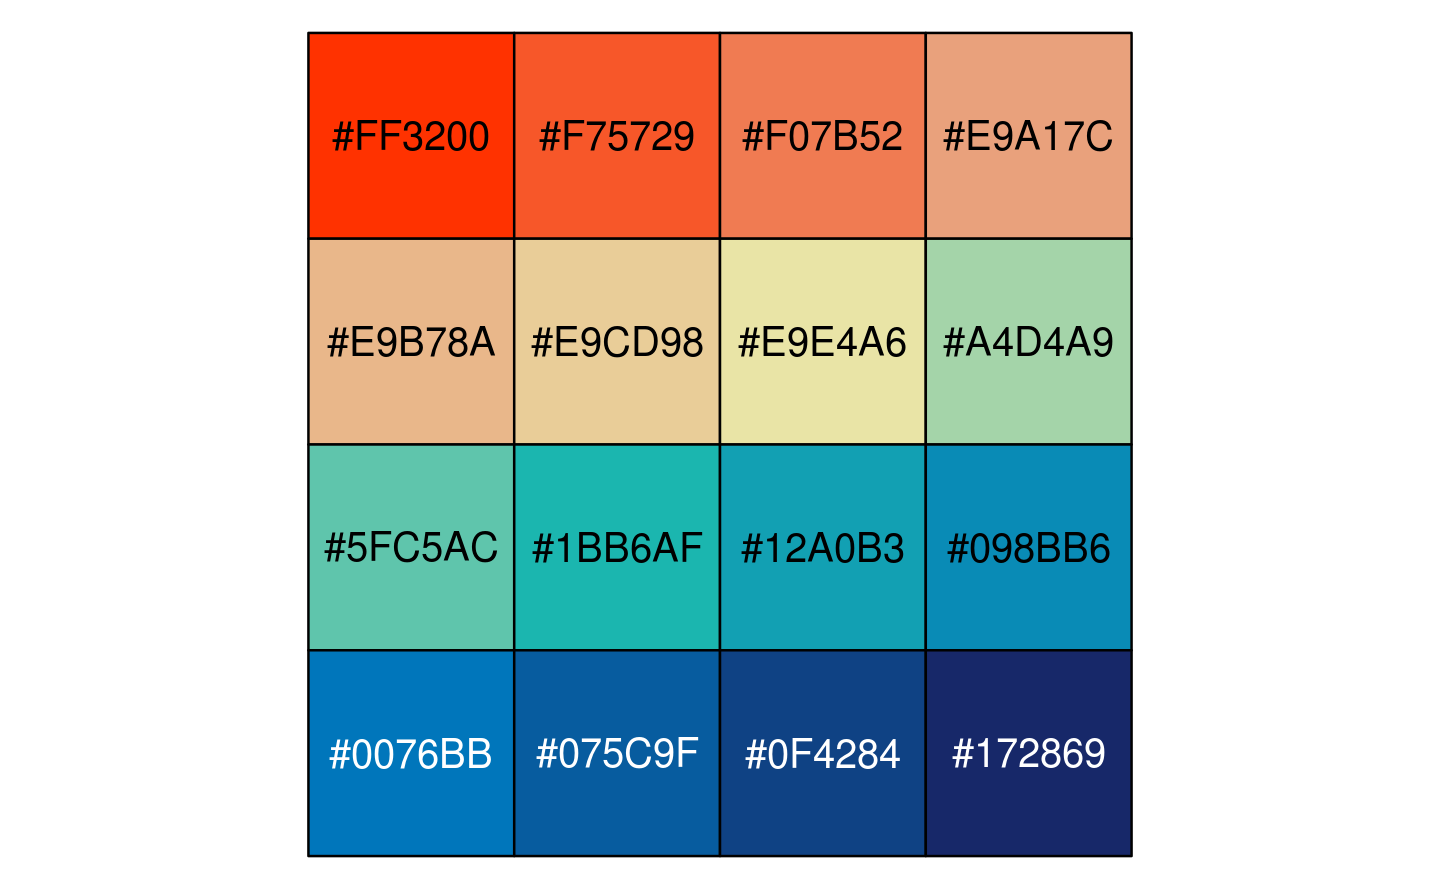 #FF3200 #F75729 #F07B52 #E9A17C
#E9B78A #E9CD98 #E9E4A6 #A4D4A9
#5FC5AC #1BB6AF #12A0B3 #098BB6
#0076BB #075C9F #0F4284 #172869